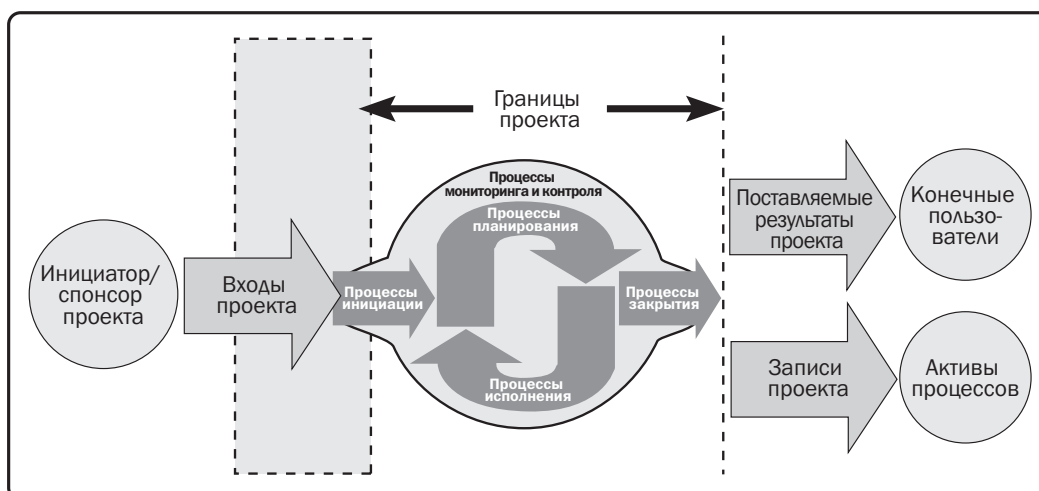 Границы
проекта
Процессы
мониторинга и контроля
Процессы
планирования
Инициатор/
спонсор
проекта
Входы
проекта
Процессы
инициации
Процессы
закрытия
Процессы
исполнения
Поставляемые
результаты
проекта
Конечные
пользо-
ватели
Записи
проекта
Активы
процессов